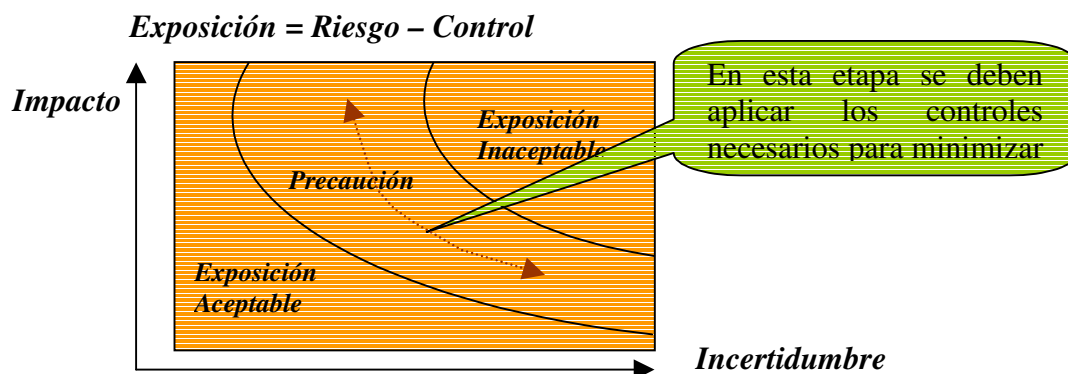 Exposición = Riesgo – Control
Impacto
En esta etapa se deben
aplicar los controles
necesarios para minimizar
Exposición
Inaceptable
Precaución
Exposición
Aceptable
Incertidumbre